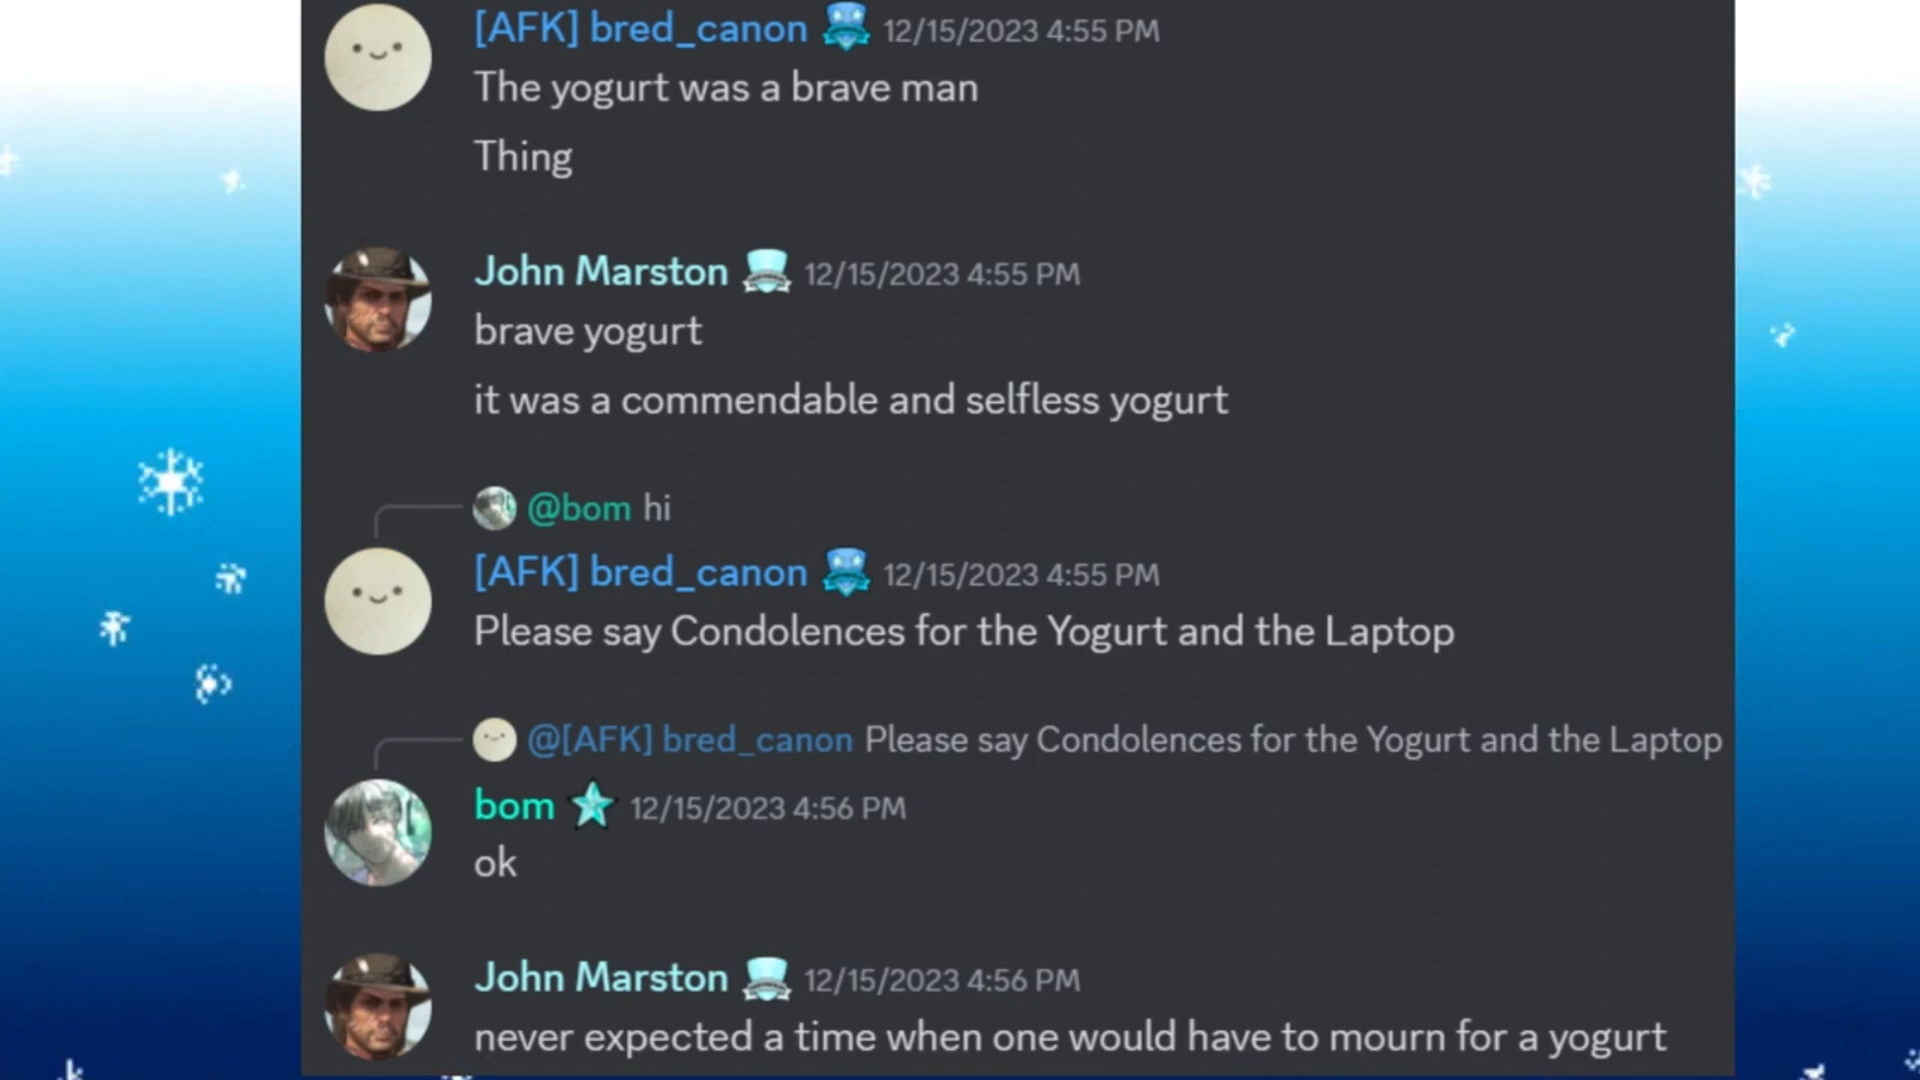 [AFK] bred_canon 12/15/2023 4:55 PM
The yogurt was a brave man
Thing
John Marston 12/15/2023 4:55 PM
brave yogurt
it was a commendable and selfless yogurt
@bom hi
[AFK] bred_canon 12/15/2023 4:55 PM
Please say Condolences for the Yogurt and the Laptop
@[AFK] bred_canon Please say Condolences for the Yogurt and the Laptop
bom 12/15/2023 4:56 PM
ok
John Marston 12/15/2023 4:56 PM
never expected a time when one would have to mourn for a yogurt